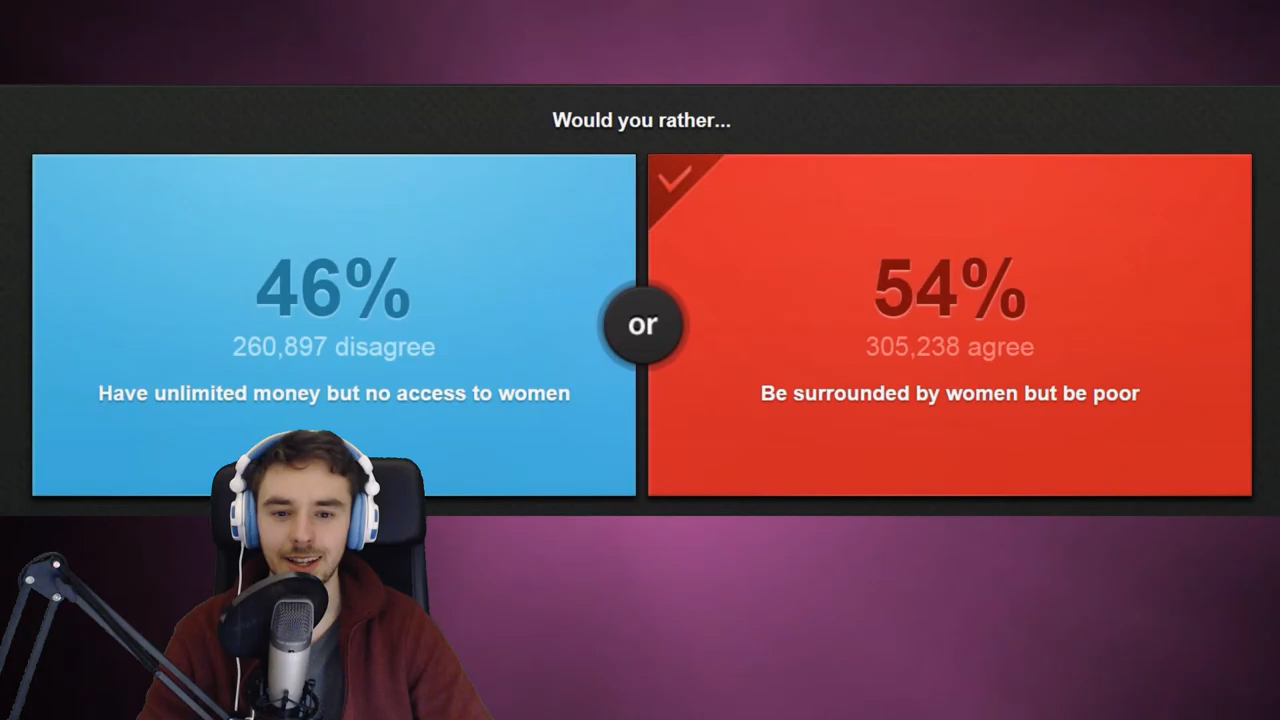 Would you rather...
46%
260,897 disagree
Have unlimited money but no access to women
or
54%
305,238 agree
Be surrounded by women but be poor